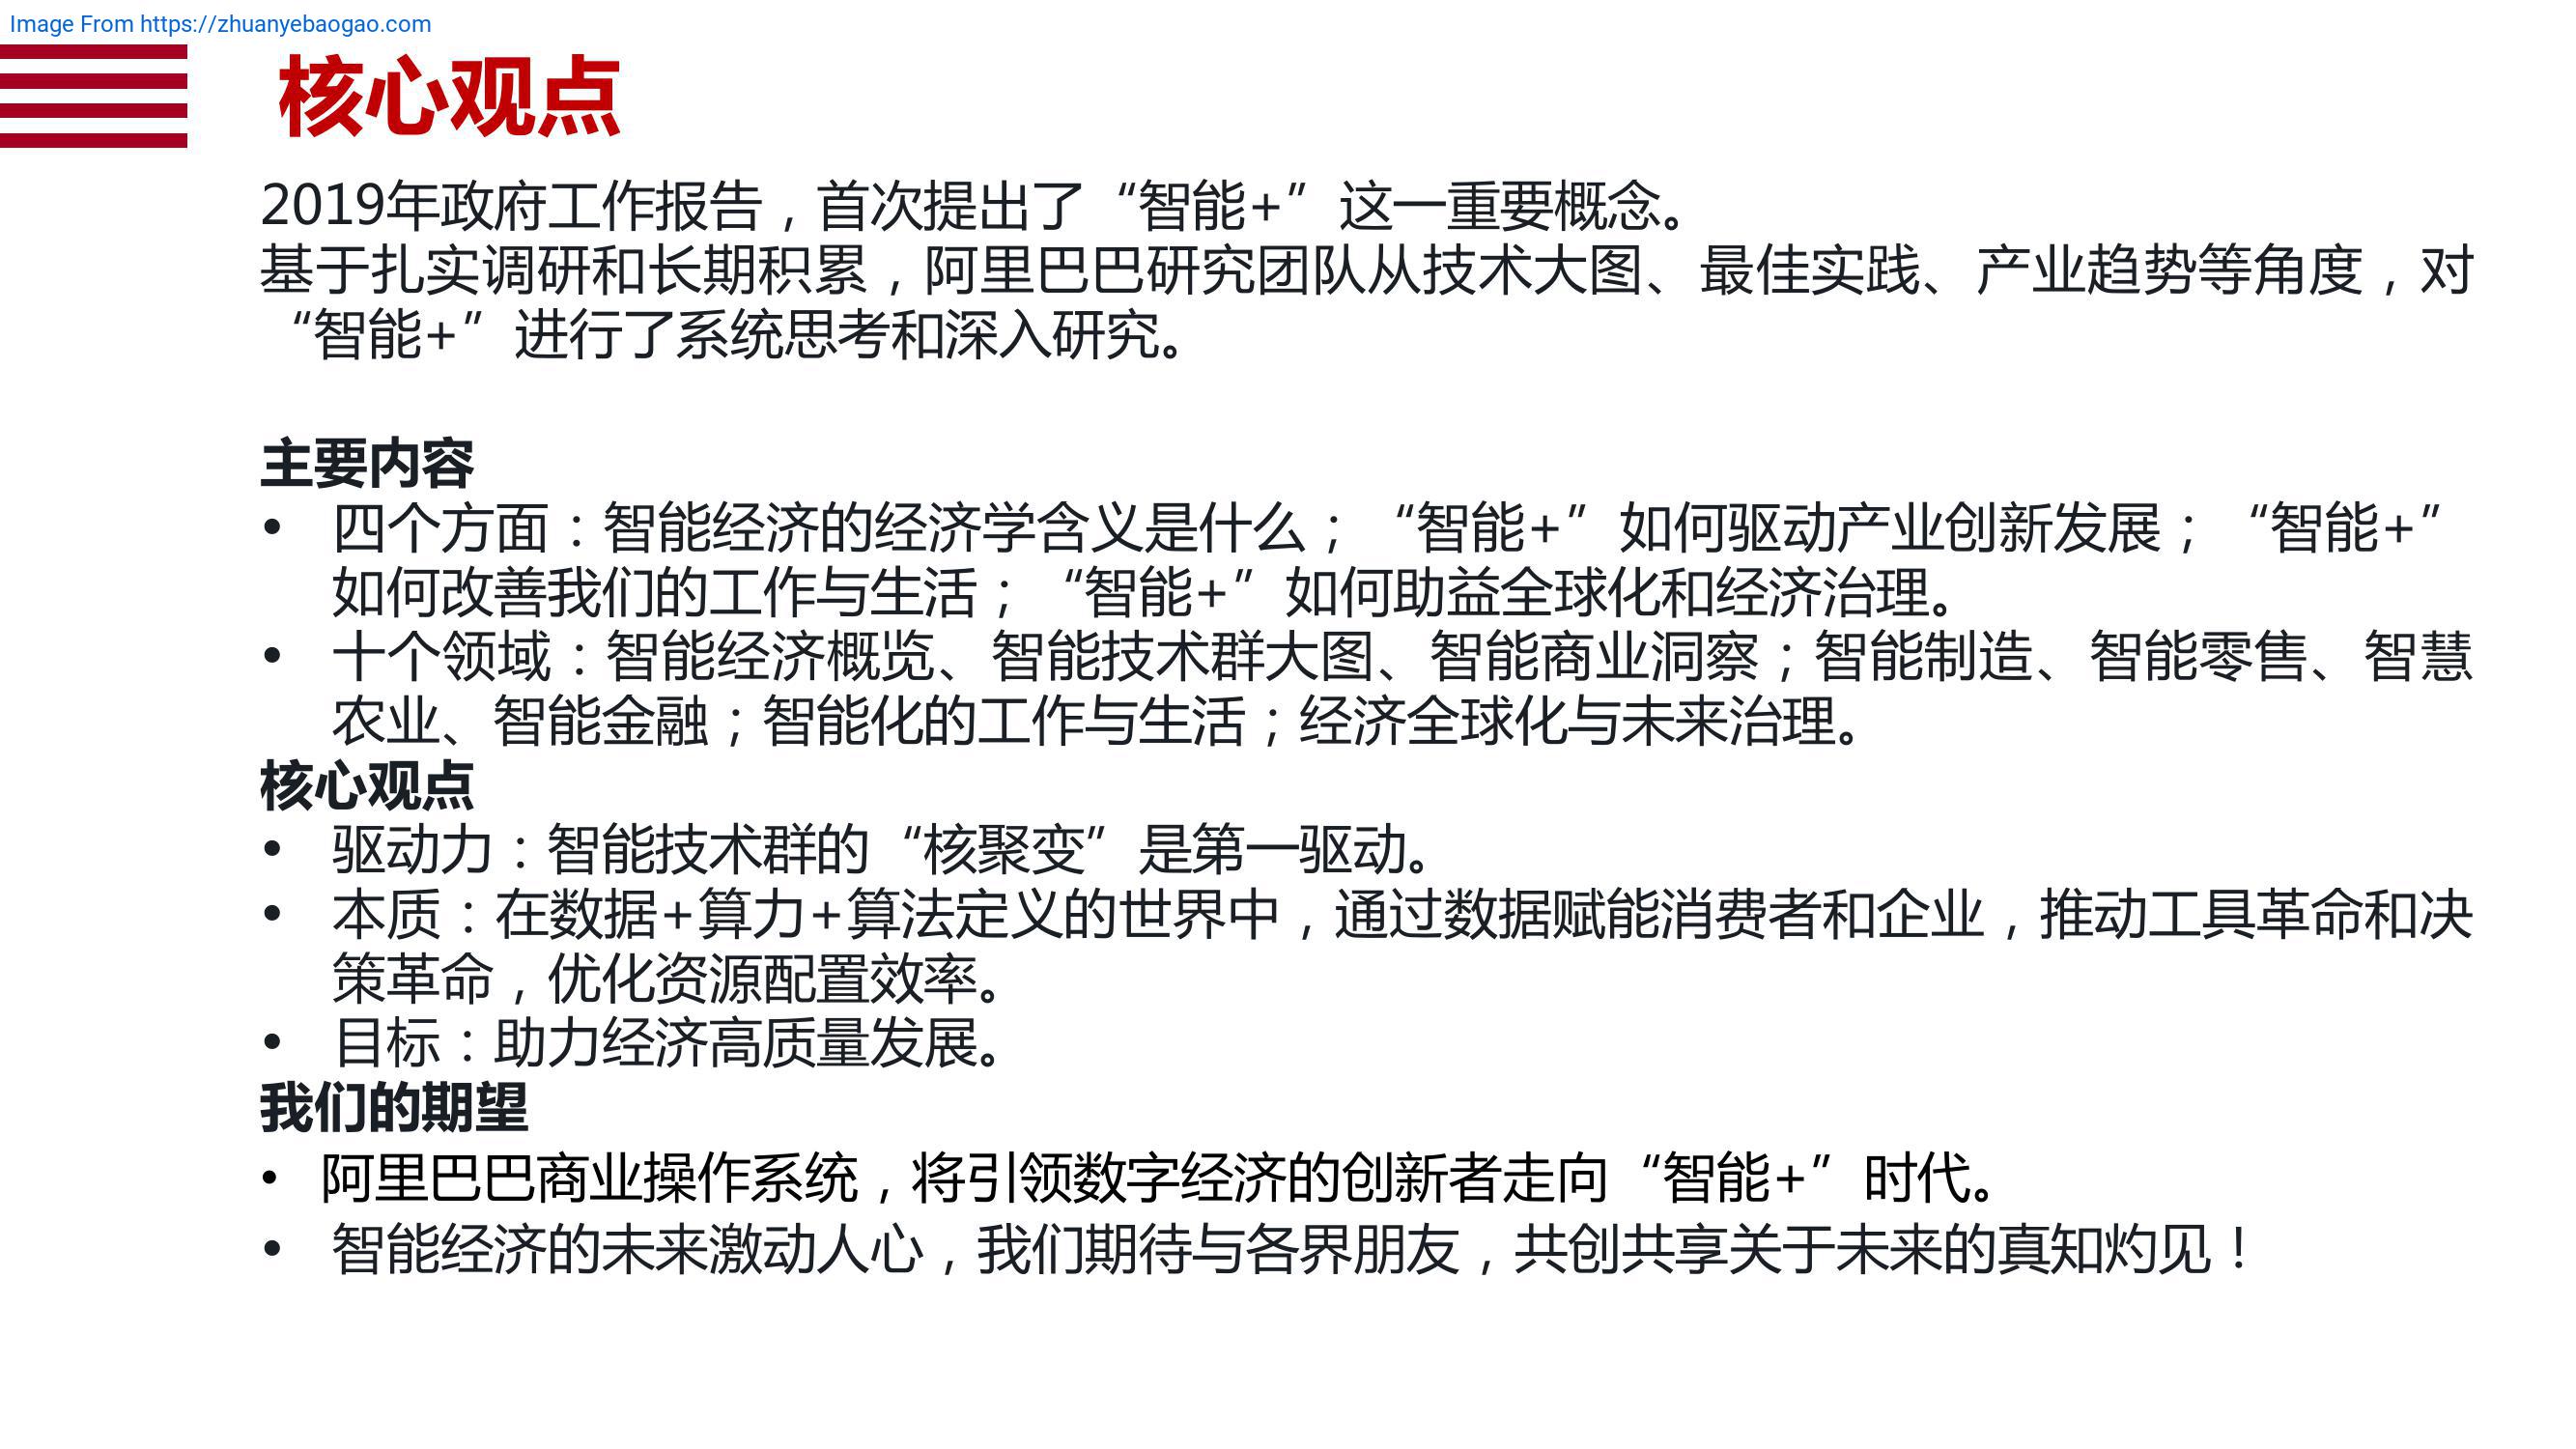 Image From https://zhuanyebaogao.com
核心观点
2019年政府工作报告，首次提出了“智能+”这一重要概念。
基于扎实调研和长期积累，阿里巴巴研究团队从技术大图、最佳实践、产业趋势等角度，对
“智能+”进行了系统思考和深入研究。
主要内容
• 四个方面：智能经济的经济学含义是什么；“智能+”如何驱动产业创新发展；“智能+”
如何改善我们的工作与生活；“智能+”如何助益全球化和经济治理。
• 十个领域：智能经济概览、智能技术群大图、智能商业洞察；智能制造、智能零售、智慧
农业、智能金融；智能化的工作与生活；经济全球化与未来治理。
核心观点
• 驱动力：智能技术群的“核聚变”是第一驱动。
• 本质：在数据+算力+算法定义的世界中，通过数据赋能消费者和企业，推动工具革命和决
策革命，优化资源配置效率。
• 目标：助力经济高质量发展。
我们的期望
• 阿里巴巴商业操作系统，将引领数字经济的创新者走向“智能+”时代。
• 智能经济的未来激动人心，我们期待与各界朋友，共创共享关于未来的真知灼见！